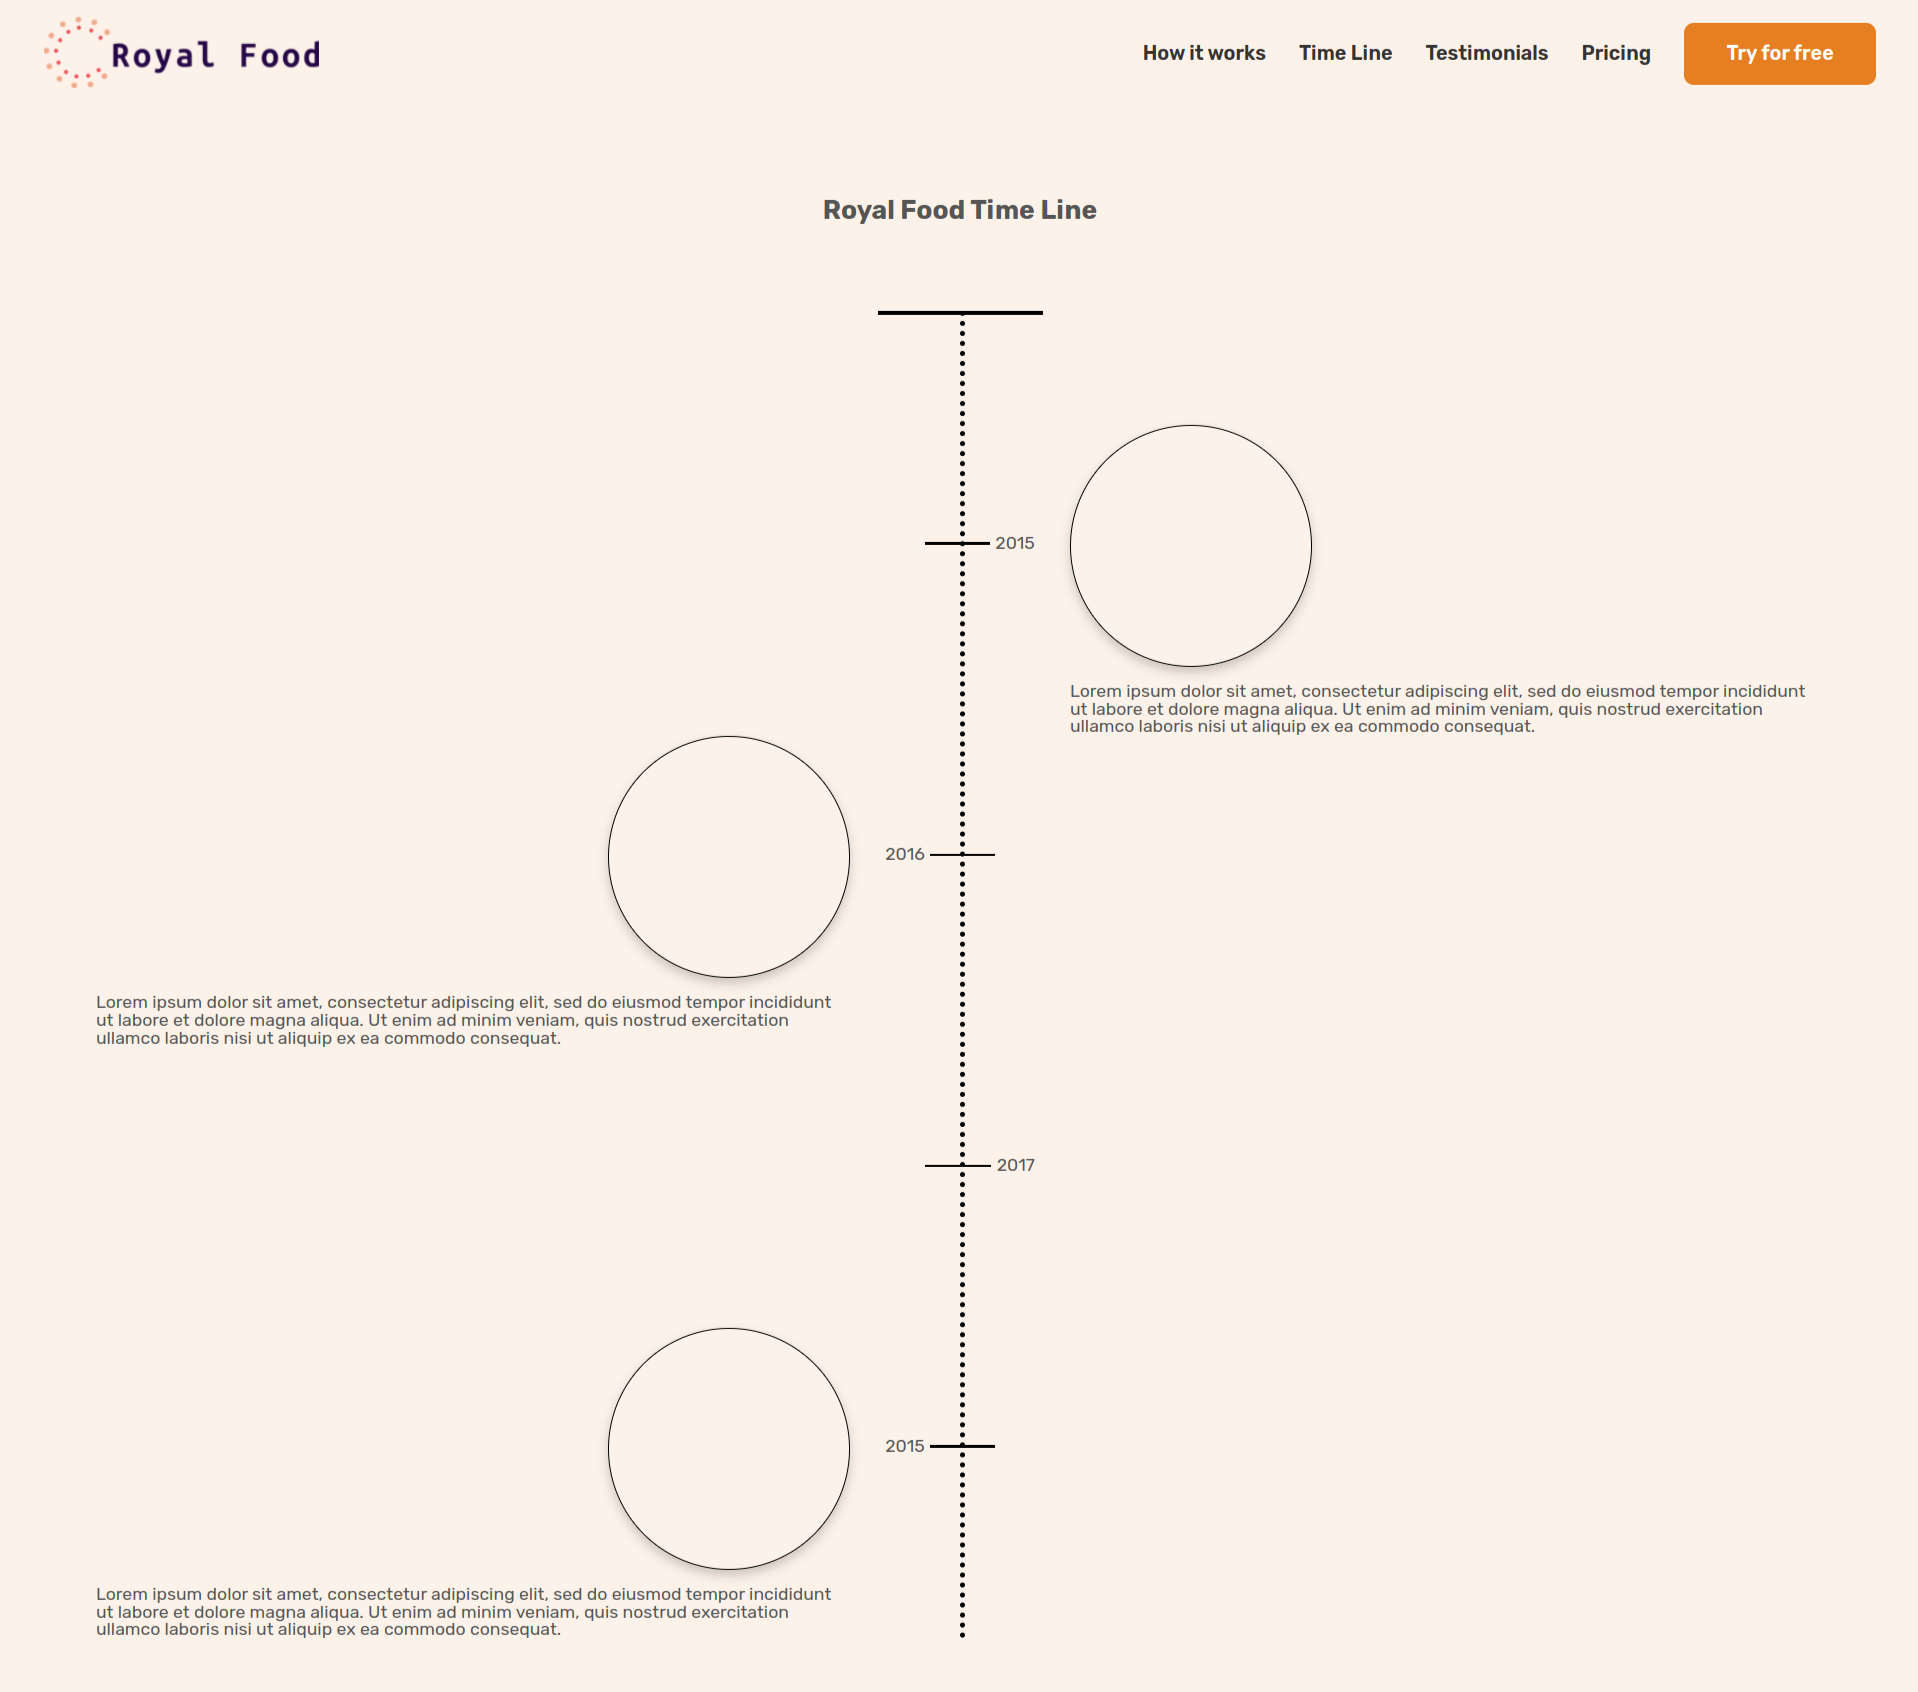 Royal Food
How it works
Time Line
Testimonials
Pricing
Try for free
Royal Food Time Line
2015
Lorem ipsum dolor sit amet, consectetur adipiscing elit, sed do eiusmod tempor incididunt
ut labore et dolore magna aliqua. Ut enim ad minim veniam, quis nostrud exercitation
ullamco laboris nisi ut aliquip ex ea commodo consequat.
2016
Lorem ipsum dolor sit amet, consectetur adipiscing elit, sed do eiusmod tempor incididunt
ut labore et dolore magna aliqua. Ut enim ad minim veniam, quis nostrud exercitation
ullamco laboris nisi ut aliquip ex ea commodo consequat.
2017
2015
Lorem ipsum dolor sit amet, consectetur adipiscing elit, sed do eiusmod tempor incididunt
ut labore et dolore magna aliqua. Ut enim ad minim veniam, quis nostrud exercitation
ullamco laboris nisi ut aliquip ex ea commodo consequat.